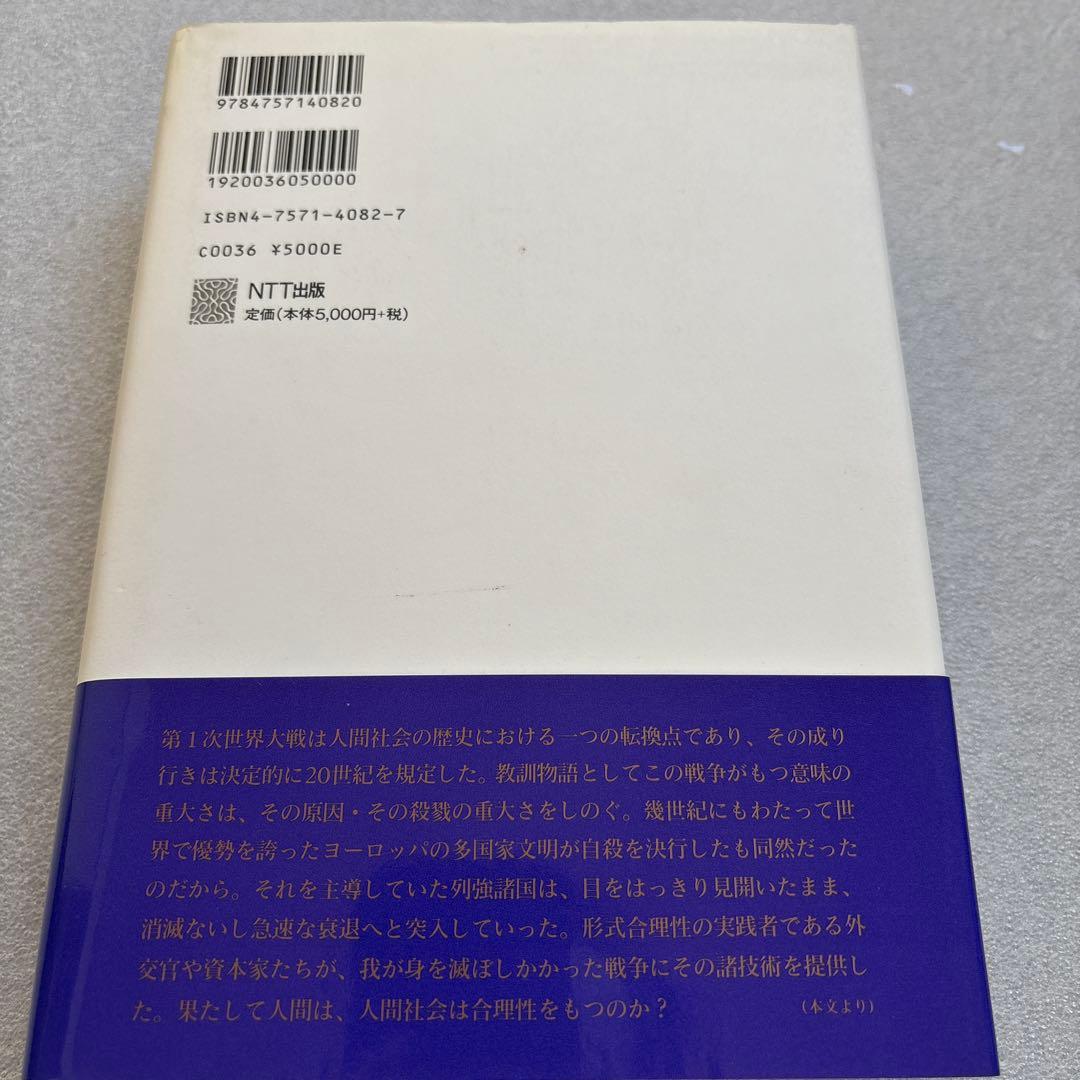 9784757140820
1920036050000
ISBN4-7571-4082-7
C0036 ¥5000E
NTT出版
定価(本体5,000円+税)
第1次世界大戦は人間社会の歴史における一つの転換点であり、その成り
行きは決定的に20世紀を規定した。教訓物語としてこの戦争がもつ意味の
重大さは、その原因・その殺戮の重大さをしのぐ。幾世紀にもわたって世
界で優勢を誇ったヨーロッパの多国家文明が自殺を決行したも同然だった
のだから。それを主導していた列強諸国は、目をはっきり見開いたまま、
消滅ないし急速な衰退へと突入していった。形式合理性の実践者である外
交官や資本家たちが、我が身を滅ぼしかかった戦争にその諸技術を提供し
た。果たして人間は、人間社会は合理性をもつのか?
(本文より)